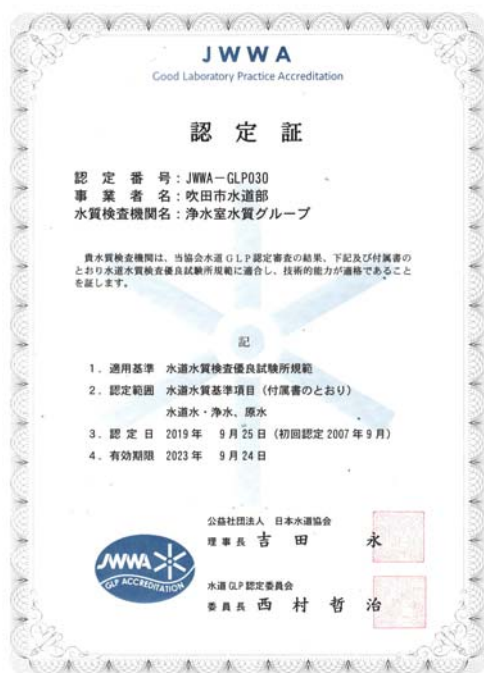 JWWA
Good Laboratory Practice Accreditation
認定証
認定番号：JWWA－GLP030
事業者名：吹田市水道部
水質検査機関名：浄水室水質グループ
貴水質検査機関は、当協会水道GLP認定審査の結果、下記及び付属書の
とおり水道水質検査優良試験所規範に適合し、技術的能力が適格であること
を証します。
記
1．適用基準 水道水質検査優良試験所規範
2．認定範囲 水道水質基準項目（付属書のとおり）
水道水・浄水、原水
3．認定日 2019年 9月25日（初回認定2007年9月）
4．有効期限 2023年 9月24日
公益社団法人 日本水道協会
理事長 吉田 永
JWWA
GLP ACCREDITATION
水道GLP認定委員会
委員長 西村哲治